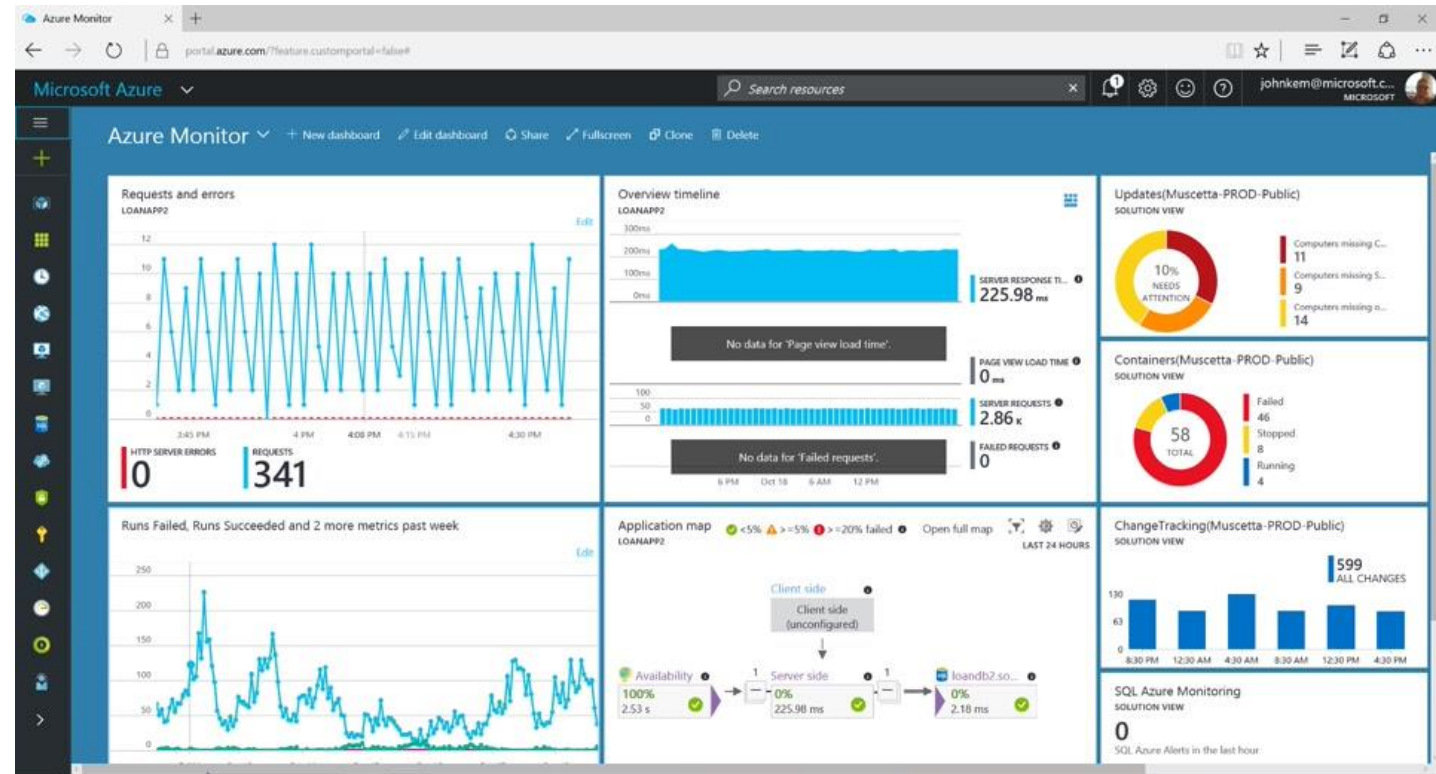 Azure Monitor
portal.azure.com/?feature.customportal=false#
Microsoft Azure
Search resources
1
johnkem@microsoft.c...
MICROSOFT
Azure Monitor
+ New dashboard
Edit dashboard
Share
Fullscreen
Clone
Delete
Requests and errors
LOANAPP2
Edit
12
10
8
6
4
2
0
3:45 PM 4 PM 4:08 PM 4:15 PM 4:30 PM
HTTP SERVER ERRORS
0
REQUESTS
341
Overview timeline
LOANAPP2
300ms
200ms
100ms
0ms
SERVER RESPONSE TI...
225.98 ms
No data for 'Page view load time'.
PAGE VIEW LOAD TIME
0 ms
100
50
0
SERVER REQUESTS
2.86 K
No data for 'Failed requests'.
FAILED REQUESTS
0
6 PM Oct 18 6 AM 12 PM
Updates(Muscetta-PROD-Public)
SOLUTION VIEW
10%
NEEDS
ATTENTION
Computers missing C...
11
Computers missing S...
9
Computers missing o...
14
Containers(Muscetta-PROD-Public)
SOLUTION VIEW
58
TOTAL
Failed
46
Stopped
8
Running
4
Runs Failed, Runs Succeeded and 2 more metrics past week
Edit
250
200
150
100
50
0
Application map
LOANAPP2
<5% >=5% >=20% failed
Open full map
LAST 24 HOURS
Client side
Client side
(unconfigured)
Availability
100%
2.53 s
1
Server side
0%
225.98 ms
1
loandb2.so...
0%
2.18 ms
ChangeTracking(Muscetta-PROD-Public)
SOLUTION VIEW
599
ALL CHANGES
130
63
0
8:30 PM 12:30 AM 4:30 AM 8:30 AM 12:30 PM 4:30 PM
SQL Azure Monitoring
SOLUTION VIEW
0
SQL Azure Alerts in the last hour